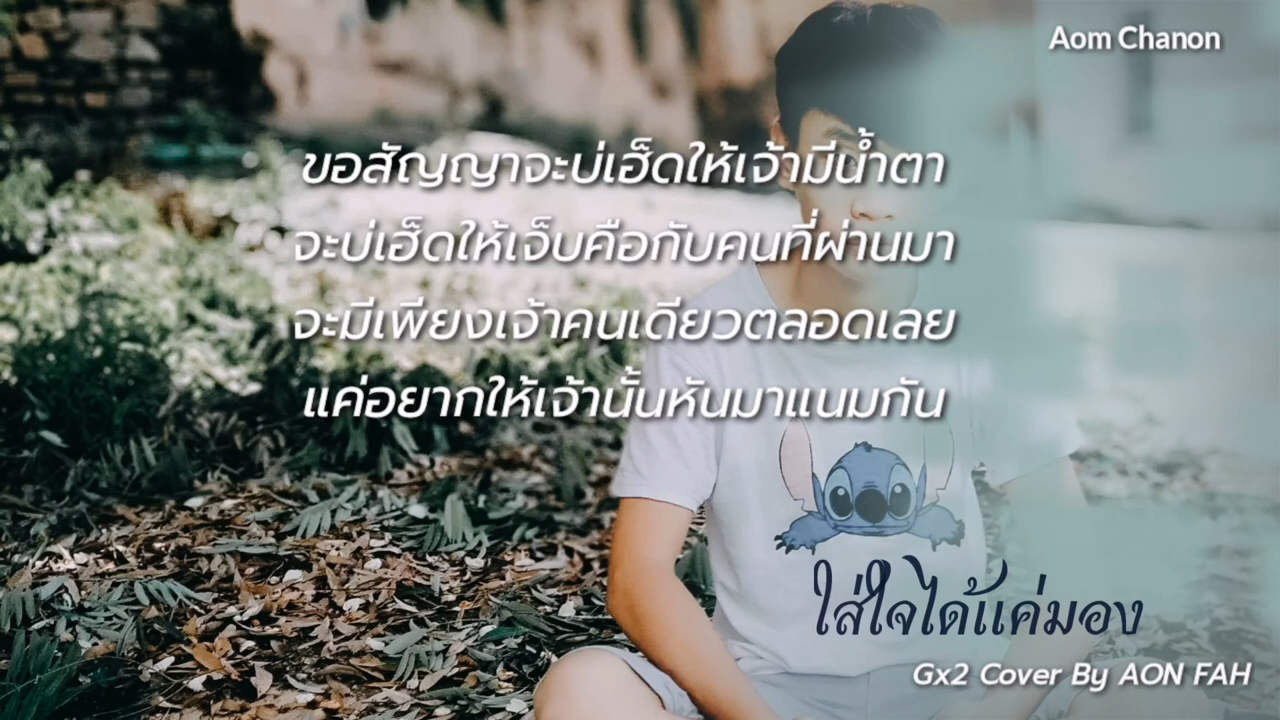 Aom Chanon
ขอสัญญาจะบ่เฮ็ดให้เจ้ามีน้ำตา
จะบ่เฮ็ดให้เจ็บคือกับคนที่ผ่านมา
จะมีเพียงเจ้าคนเดียวตลอดเลย
แค่อยากให้เจ้านั้นหันมาแนมกัน
ใส่ใจได้แค่มอง
Gx2 Cover By AON FAH